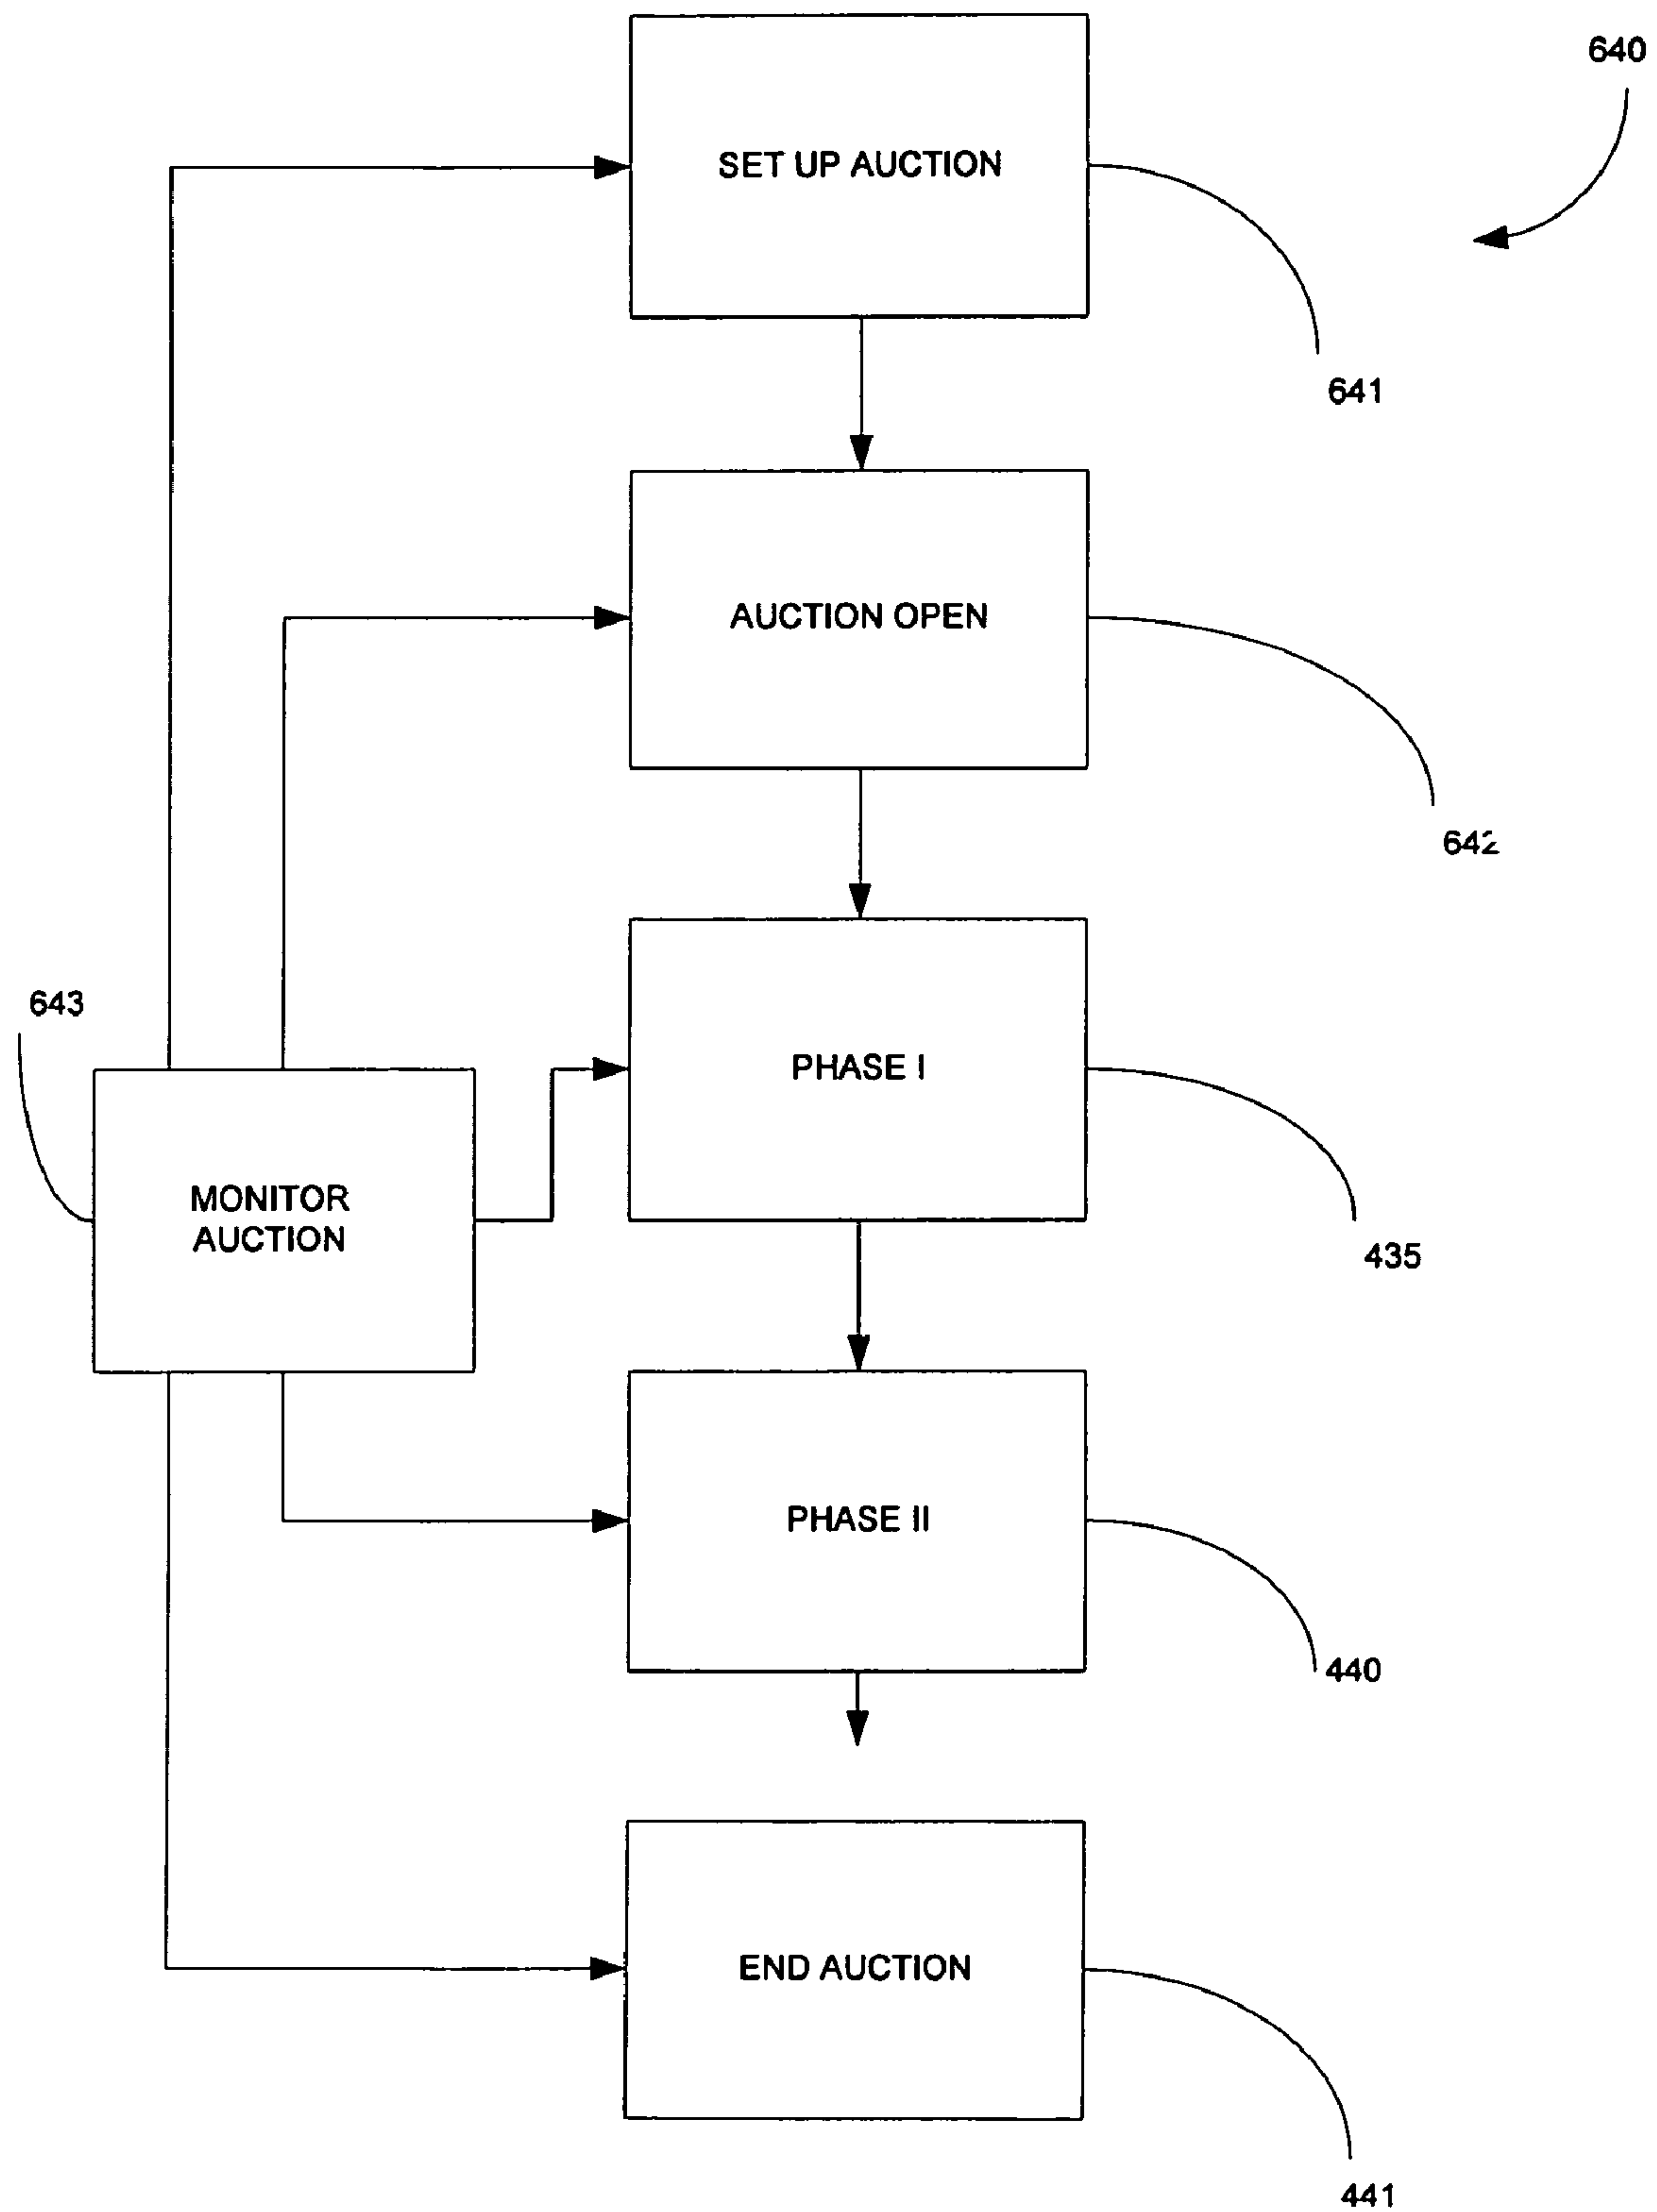 640
SET UP AUCTION
641
AUCTION OPEN
642
643
PHASE I
MONITOR
AUCTION
435
PHASE II
440
END AUCTION
441